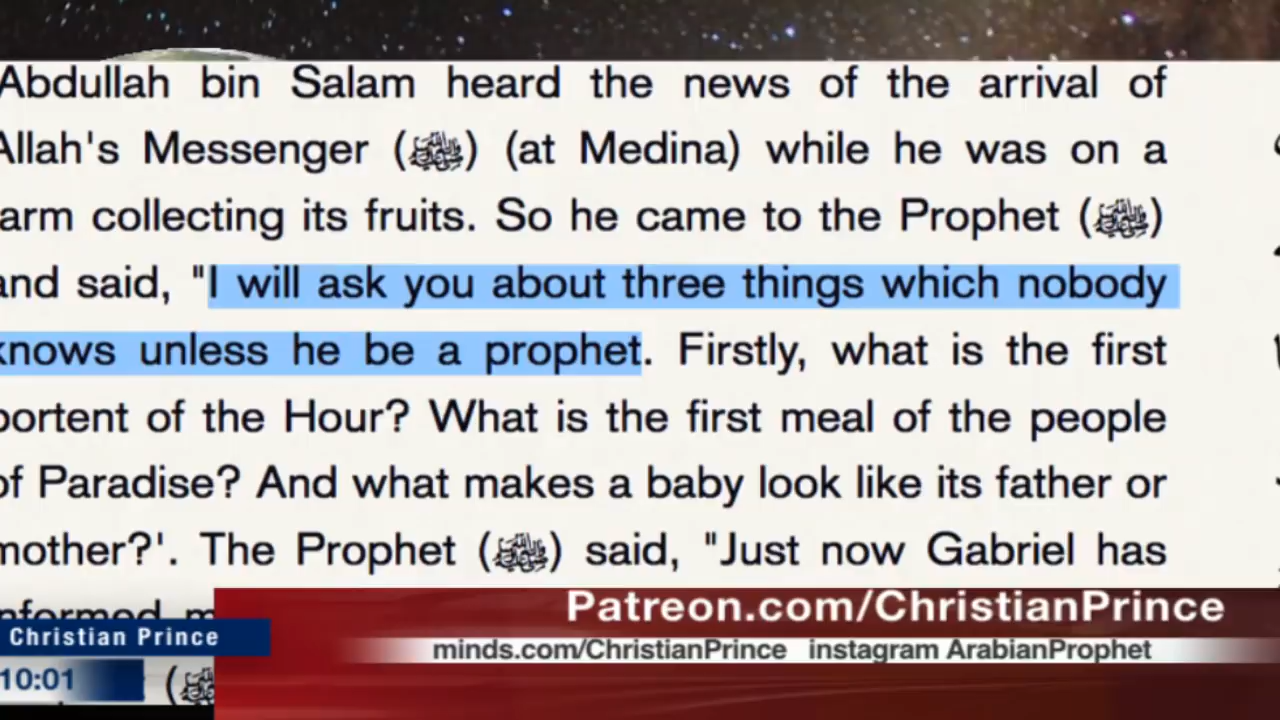 Abdullah bin Salam heard the news of the arrival of
Allah's Messenger (ﷺ) (at Medina) while he was on a
arm collecting its fruits. So he came to the Prophet (ﷺ)
and said, "I will ask you about three things which nobody
knows unless he be a prophet. Firstly, what is the first
portent of the Hour? What is the first meal of the people
of Paradise? And what makes a baby look like its father or
mother?'. The Prophet (ﷺ) said, "Just now Gabriel has
Patreon.com/ChristianPrince
Christian Prince
minds.com/ChristianPrince instagram ArabianProphet
10:01